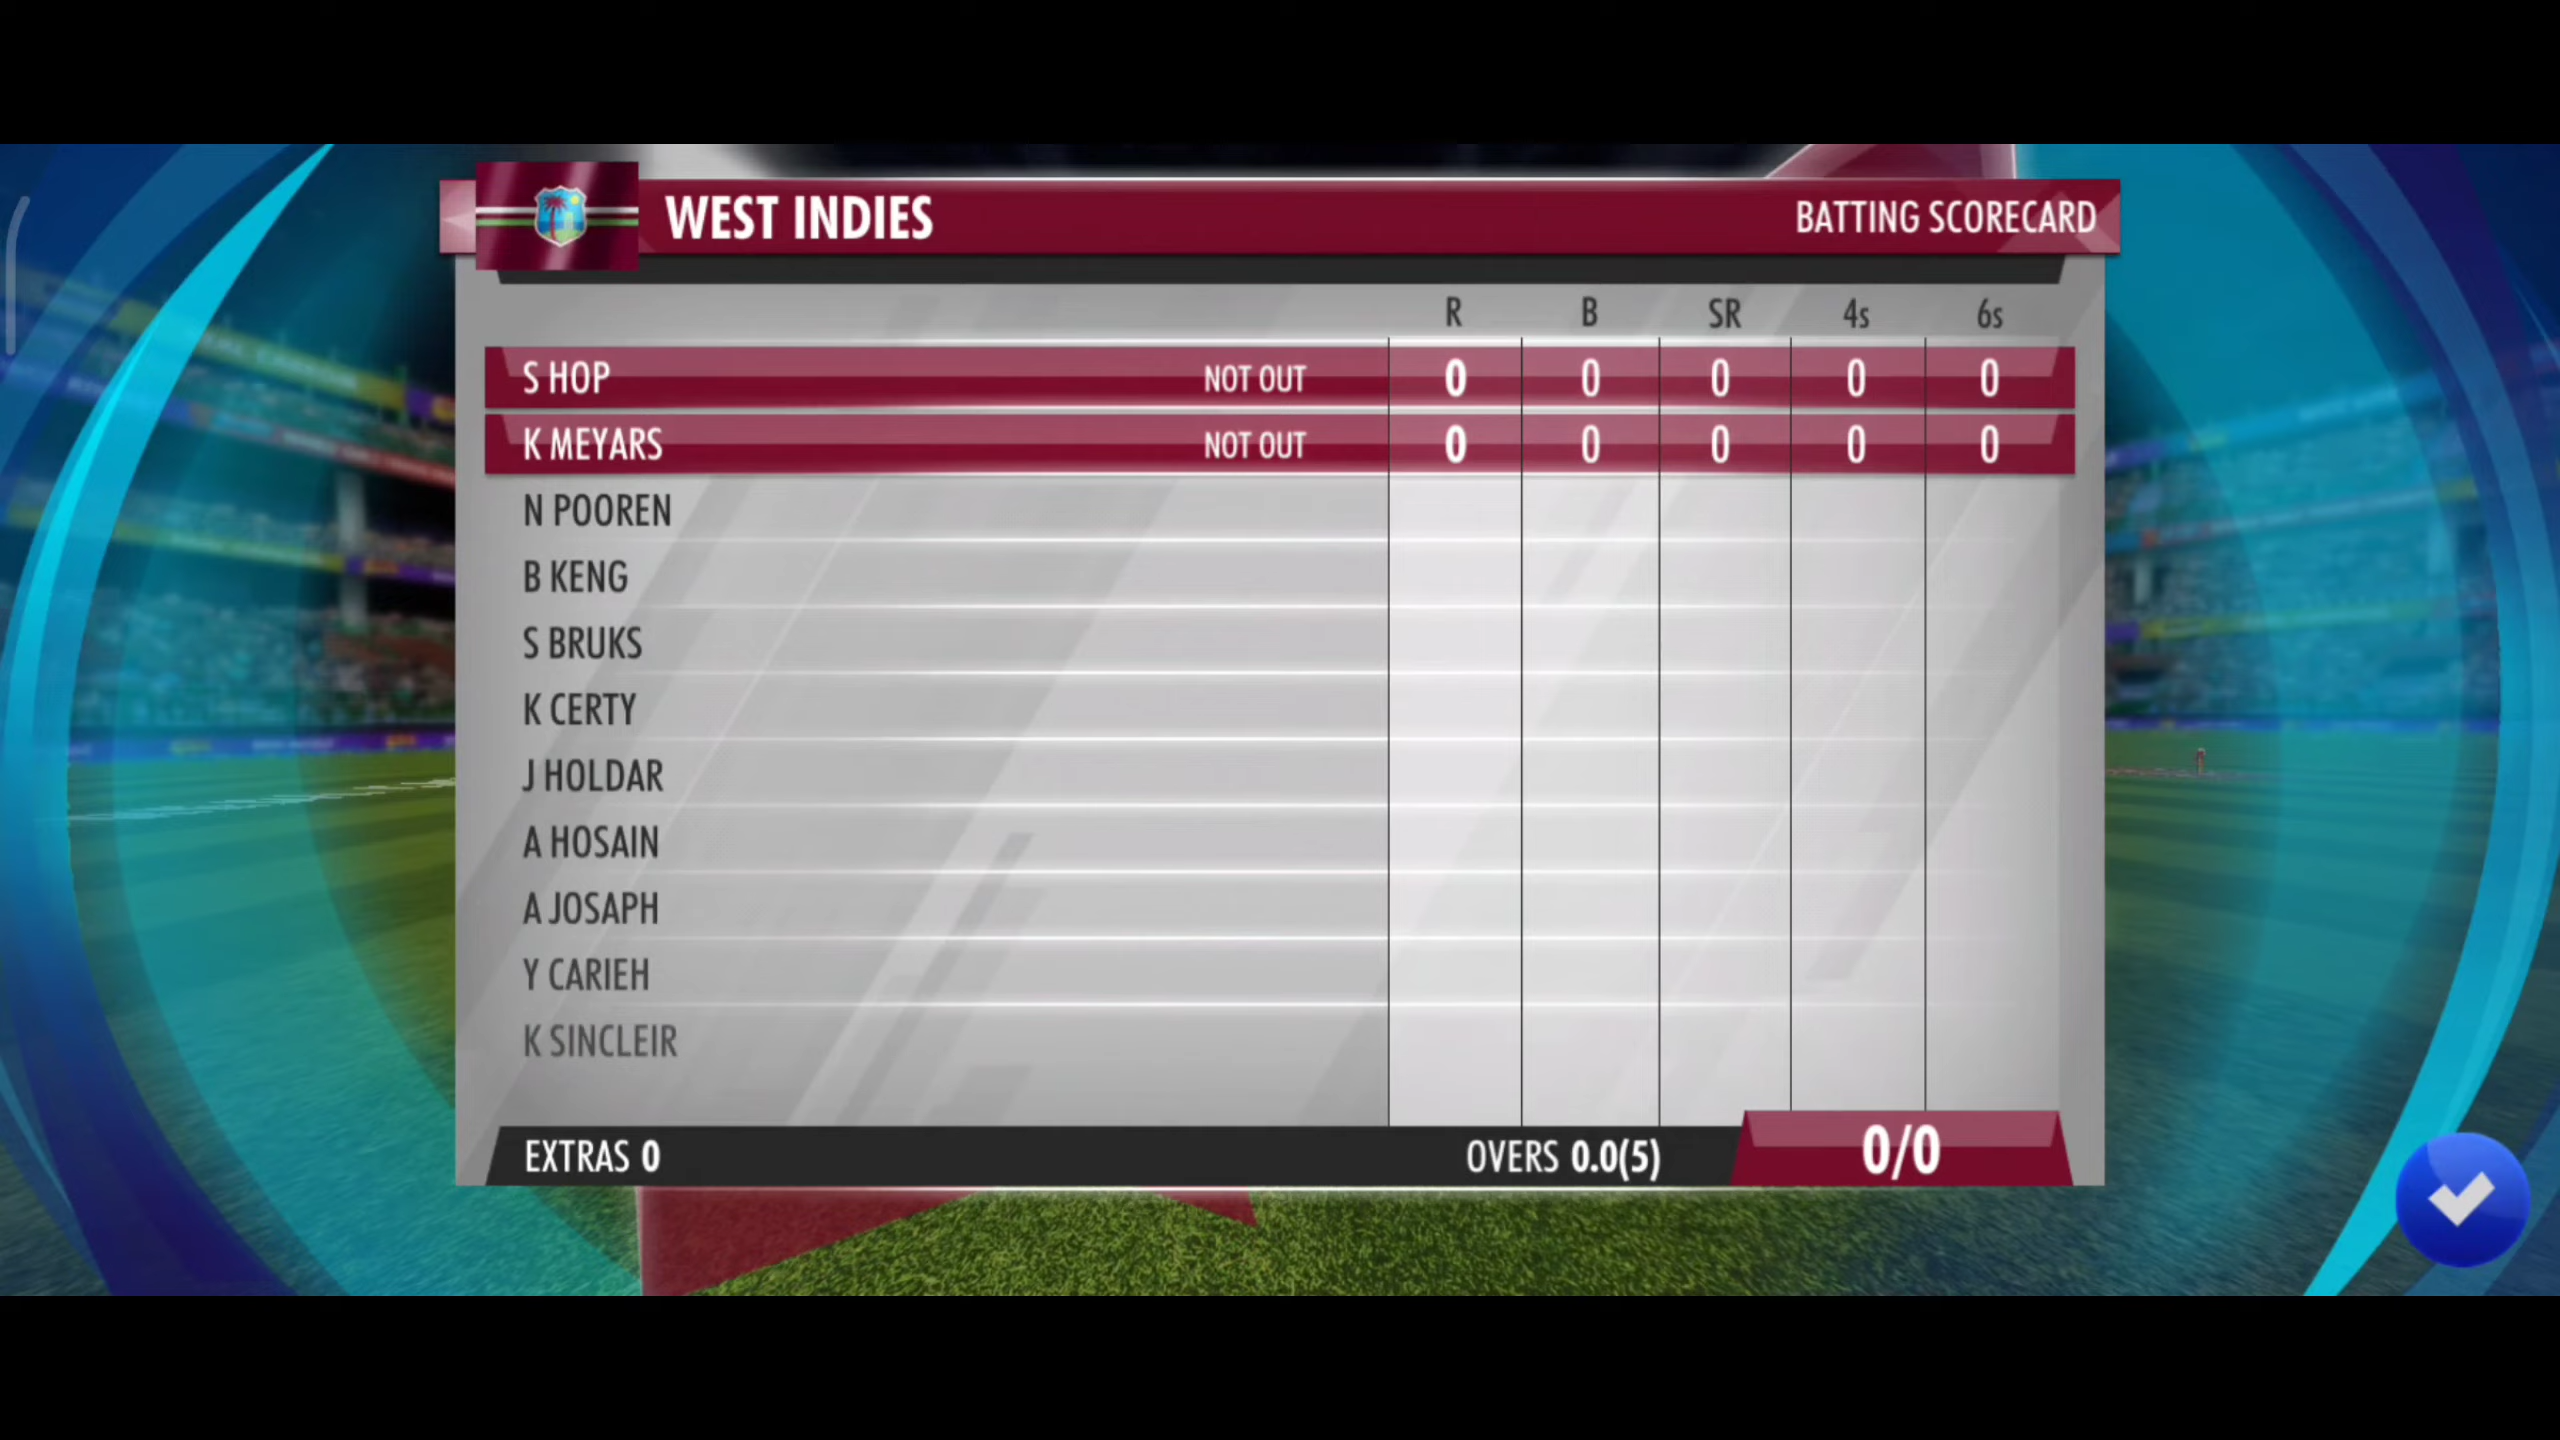 WEST INDIES BATTING SCORECARD
R B SR 4s 6s
S HOP NOT OUT 0 0 0 0 0
K MEYARS NOT OUT 0 0 0 0 0
N POOREN
B KENG
S BRUKS
K CERTY
J HOLDAR
A HOSAIN
A JOSAPH
Y CARIEH
K SINCLEIR
EXTRAS 0 OVERS 0.0(5) 0/0